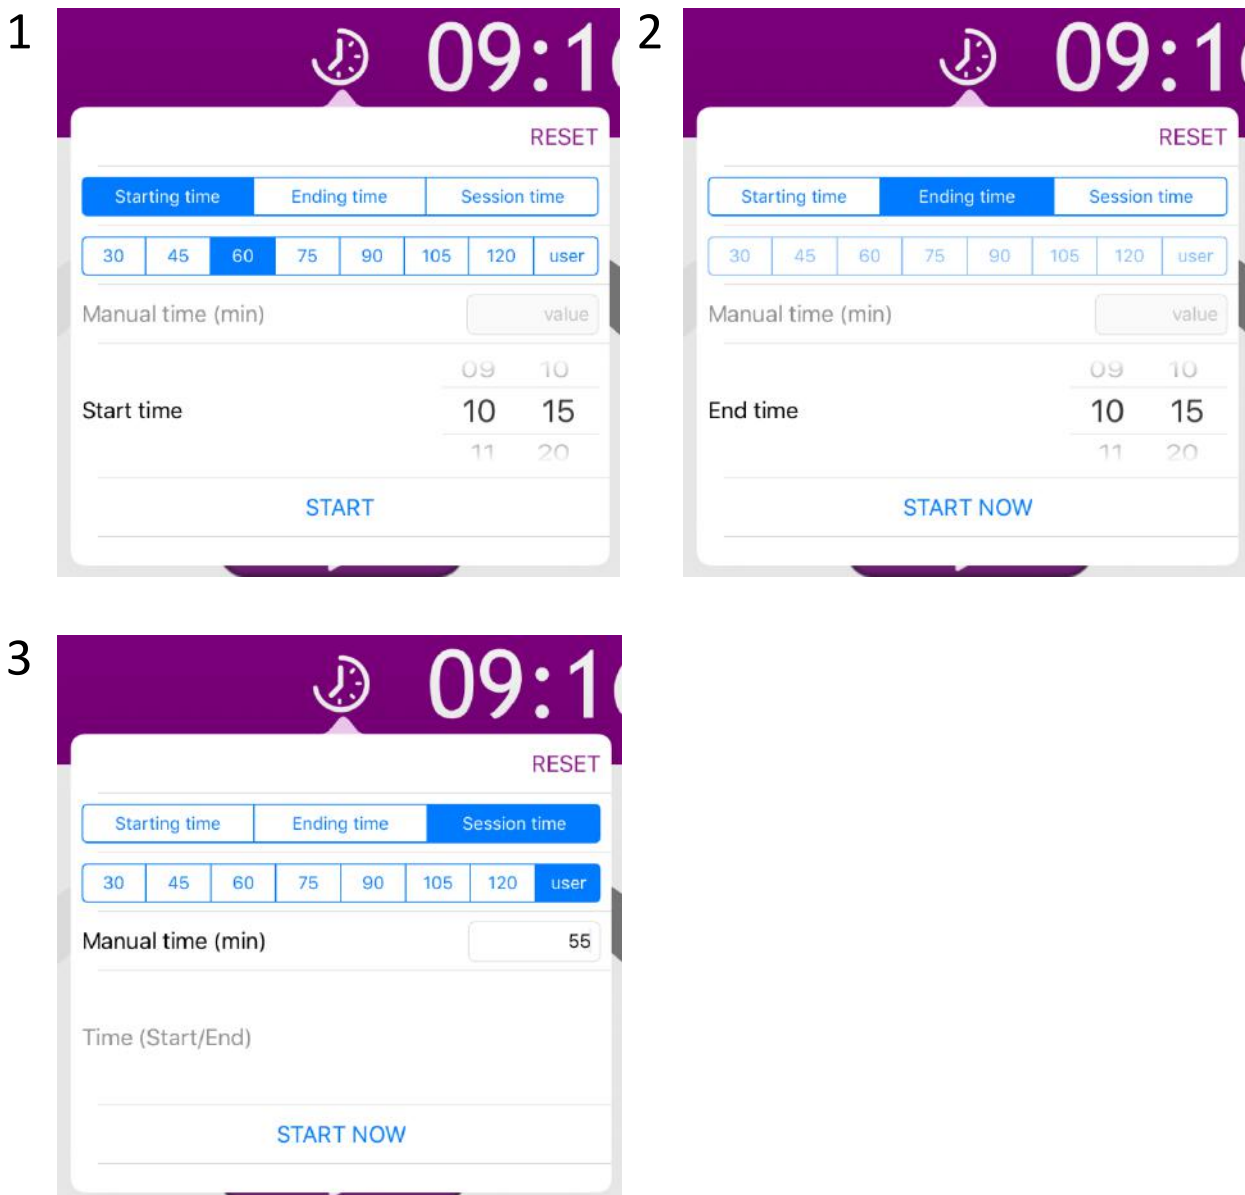 1
09:1
RESET
Starting time Ending time Session time
30 45 60 75 90 105 120 user
Manual time (min) value
09 10
Start time 10 15
11 20
START
2
09:1
RESET
Starting time Ending time Session time
30 45 60 75 90 105 120 user
Manual time (min) value
09 10
End time 10 15
11 20
START NOW
3
09:1
RESET
Starting time Ending time Session time
30 45 60 75 90 105 120 user
Manual time (min) 55
Time (Start/End)
START NOW